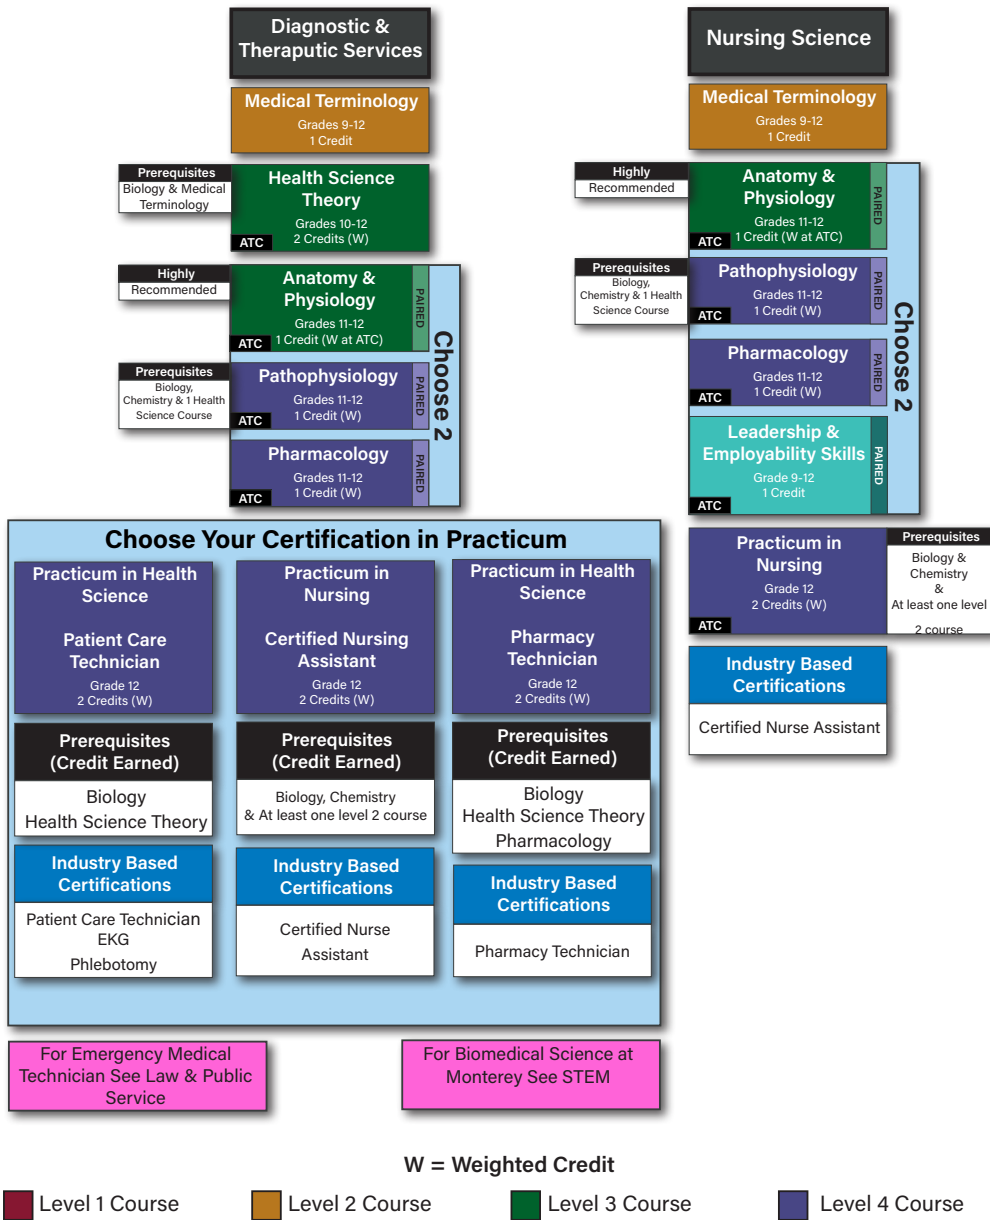 Diagnostic &
Theraputic Services
Medical Terminology
Grades 9-12
1 Credit
Prerequisites
Biology & Medical
Terminology
Health Science
Theory
Grades 10-12
2 Credits (W)
ATC
Highly
Recommended
Anatomy &
Physiology
Grades 11-12
1 Credit (W at ATC)
ATC
PAIRED
Prerequisites
Biology,
Chemistry & 1 Health
Science Course
Pathophysiology
Grades 11-12
1 Credit (W)
ATC
PAIRED
Pharmacology
Grades 11-12
1 Credit (W)
ATC
PAIRED
Choose 2
Nursing Science
Medical Terminology
Grades 9-12
1 Credit
Highly
Recommended
Anatomy &
Physiology
Grades 11-12
1 Credit (W at ATC)
ATC
PAIRED
Prerequisites
Biology,
Chemistry & 1 Health
Science Course
Pathophysiology
Grades 11-12
1 Credit (W)
ATC
PAIRED
Pharmacology
Grades 11-12
1 Credit (W)
ATC
PAIRED
Leadership &
Employability Skills
Grade 9-12
1 Credit
ATC
PAIRED
Choose 2
Practicum in
Nursing
Grade 12
2 Credits (W)
ATC
Prerequisites
Biology &
Chemistry
&
At least one level
2 course
Industry Based
Certifications
Certified Nurse Assistant
Choose Your Certification in Practicum
Practicum in Health
Science
Patient Care
Technician
Grade 12
2 Credits (W)
Prerequisites
(Credit Earned)
Biology
Health Science Theory
Industry Based
Certifications
Patient Care Technician
EKG
Phlebotomy
Practicum in
Nursing
Certified Nursing
Assistant
Grade 12
2 Credits (W)
Prerequisites
(Credit Earned)
Biology, Chemistry
& At least one level 2 course
Industry Based
Certifications
Certified Nurse
Assistant
Practicum in Health
Science
Pharmacy
Technician
Grade 12
2 Credits (W)
Prerequisites
(Credit Earned)
Biology
Health Science Theory
Pharmacology
Industry Based
Certifications
Pharmacy Technician
For Emergency Medical
Technician See Law & Public
Service
For Biomedical Science at
Monterey See STEM
W = Weighted Credit
Level 1 Course
Level 2 Course
Level 3 Course
Level 4 Course